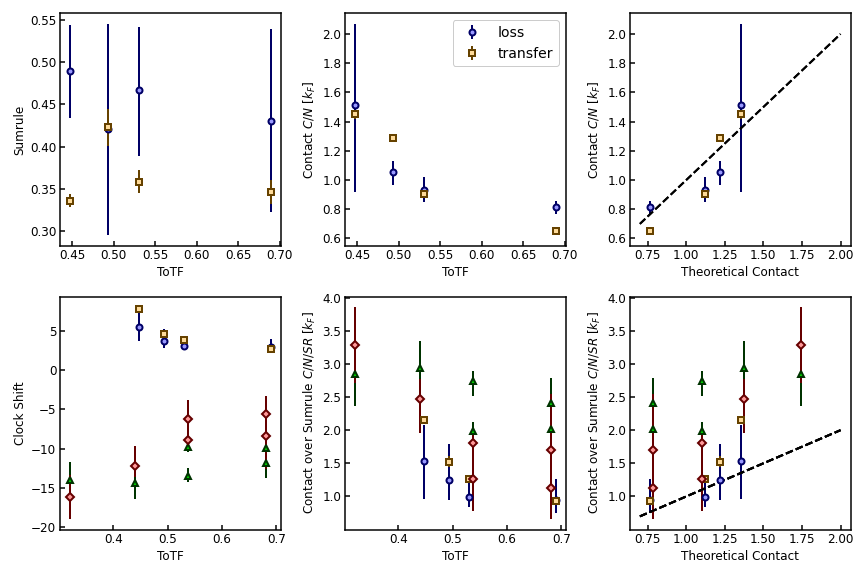 0.55
0.50
0.45
0.40
0.35
0.30
Sumrule
0.45 0.50 0.55 0.60 0.65 0.70
ToTF
2.0
1.8
1.6
1.4
1.2
1.0
0.8
0.6
Contact C/N [kF]
loss
transfer
0.45 0.50 0.55 0.60 0.65 0.70
ToTF
2.0
1.8
1.6
1.4
1.2
1.0
0.8
0.6
Contact C/N [kF]
0.75 1.00 1.25 1.50 1.75 2.00
Theoretical Contact
5
0
−5
−10
−15
−20
Clock Shift
0.4 0.5 0.6 0.7
ToTF
4.0
3.5
3.0
2.5
2.0
1.5
1.0
Contact over Sumrule C/N/SR [kF]
0.4 0.5 0.6 0.7
ToTF
4.0
3.5
3.0
2.5
2.0
1.5
1.0
Contact over Sumrule C/N/SR [kF]
0.75 1.00 1.25 1.50 1.75 2.00
Theoretical Contact